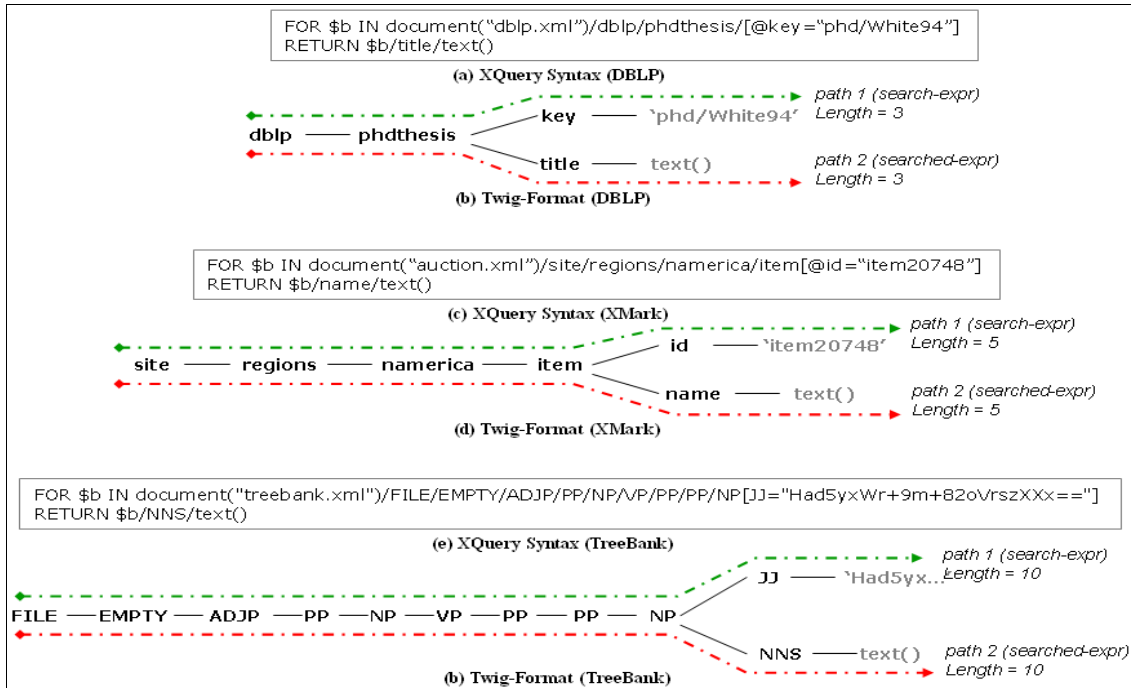 FOR $b IN document(“dblp.xml”)/dblp/phdthesis/[@key=“phd/White94”]
RETURN $b/title/text()
(a) XQuery Syntax (DBLP)
path 1 (search-expr)
Length = 3
key
‘phd/White94’
dblp
phdthesis
title
text()
path 2 (searched-expr)
Length = 3
(b) Twig-Format (DBLP)
FOR $b IN document(“auction.xml”)/site/regions/namerica/item[@id=“item20748”]
RETURN $b/name/text()
(c) XQuery Syntax (XMark)
path 1 (search-expr)
Length = 5
id
‘item20748’
site
regions
namerica
item
name
text()
path 2 (searched-expr)
Length = 5
(d) Twig-Format (XMark)
FOR $b IN document("treebank.xml")/FILE/EMPTY/ADJP/PP/NP/VP/PP/PP/NP[JJ="Had5yxWr+9m+82oVrszXXx=="]
RETURN $b/NNS/text()
(e) XQuery Syntax (TreeBank)
path 1 (search-expr)
Length = 10
JJ
‘Had5yx…
FILE
EMPTY
ADJP
PP
NP
VP
PP
PP
NP
NNS
text()
path 2 (searched-expr)
Length = 10
(b) Twig-Format (TreeBank)